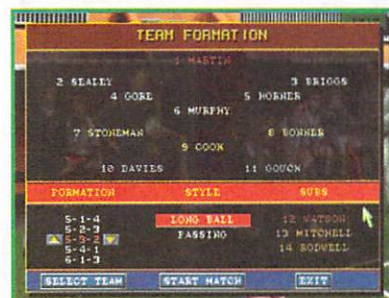 TEAM FORMATION
1 MARTIN
2 SEALEY 3 BRIGGS
4 GORE 5 HORNER
6 MURPHY
7 STONEMAN 8 BONNER
9 COOK
10 DAVIES 11 GOUCH
FORMATION STYLE SUBS
5-1-4
5-2-3 LONG BALL 12 WATSON
5-3-2 PASSING 13 MITCHELL
5-4-1 14 BODWELL
6-1-3
SELECT TEAM START MATCH EXIT